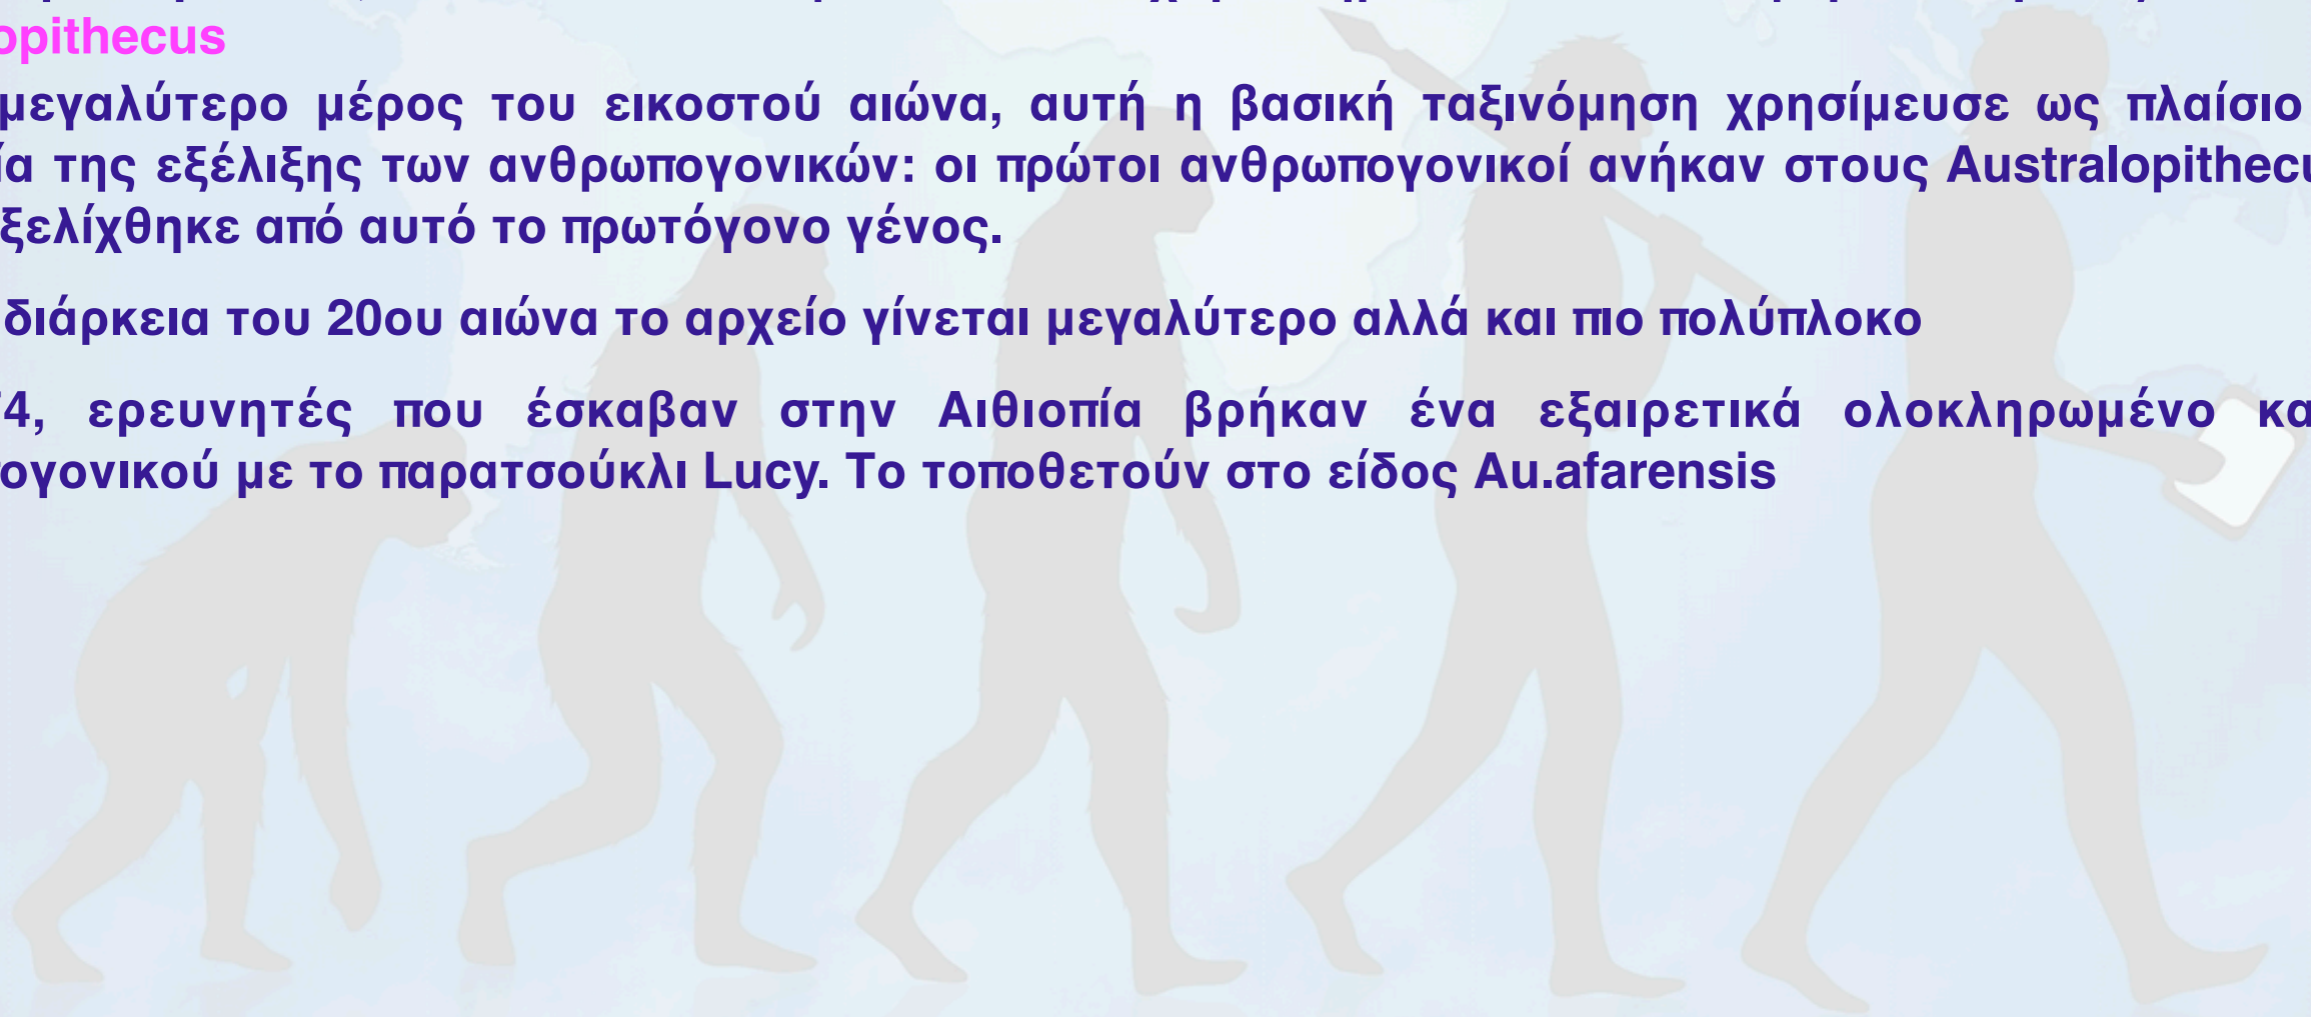 opithecus
μεγαλύτερο μέρος του εικοστού αιώνα, αυτή η βασική ταξινόμηση χρησίμευσε ως πλαίσιο
ία της εξέλιξης των ανθρωπογονικών: οι πρώτοι ανθρωπογονικοί ανήκαν στους Australopithecu
ξελίχθηκε από αυτό το πρωτόγονο γένος.
διάρκεια του 20ου αιώνα το αρχείο γίνεται μεγαλύτερο αλλά και πιο πολύπλοκο
4, ερευνητές που έσκαβαν στην Αιθιοπία βρήκαν ένα εξαιρετικά ολοκληρωμένο κα
ογονικού με το παρατσούκλι Lucy. Το τοποθετούν στο είδος Au.afarensis